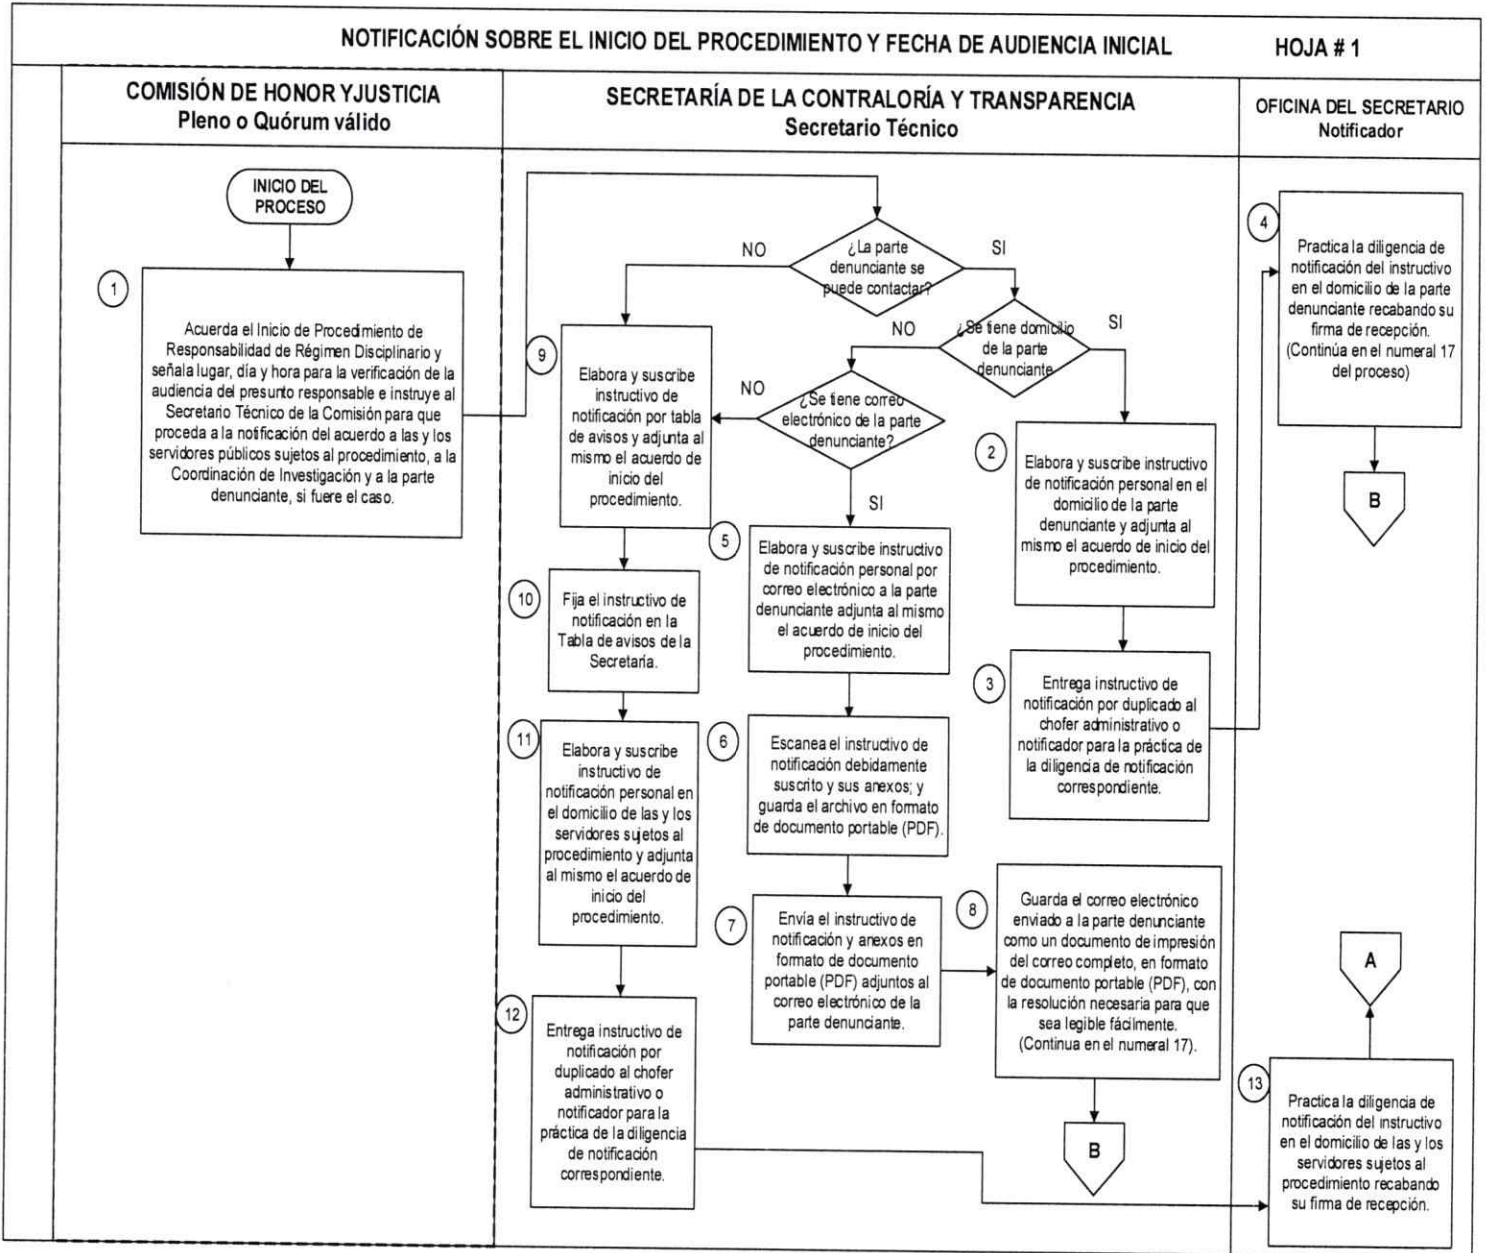 NOTIFICACIÓN SOBRE EL INICIO DEL PROCEDIMIENTO Y FECHA DE AUDIENCIA INICIAL
HOJA # 1
COMISIÓN DE HONOR YJUSTICIA
Pleno o Quórum válido
SECRETARÍA DE LA CONTRALORÍA Y TRANSPARENCIA
Secretario Técnico
OFICINA DEL SECRETARIO
Notificador
INICIO DEL
PROCESO
1
Acuerda el Inicio de Procedimiento de
Responsabilidad de Régimen Disciplinario y
señala lugar, día y hora para la verificación de la
audiencia del presunto responsable e instruye al
Secretario Técnico de la Comisión para que
proceda a la notificación del acuerdo a las y los
servidores públicos sujetos al procedimiento, a la
Coordinación de Investigación y a la parte
denunciante, si fuere el caso.
¿La parte
denunciante se
puede contactar?
NO
SI
¿Se tiene domicilio
de la parte
denunciante
NO
SI
¿Se tiene correo
electrónico de la parte
denunciante?
NO
SI
2
Elabora y suscribe instructivo
de notificación personal en el
domicilio de la parte
denunciante y adjunta al
mismo el acuerdo de inicio del
procedimiento.
3
Entrega instructivo de
notificación por duplicado al
chofer administrativo o
notificador para la práctica de
la diligencia de notificación
correspondiente.
4
Practica la diligencia de
notificación del instructivo
en el domicilio de la parte
denunciante recabando su
firma de recepción.
(Continúa en el numeral 17
del proceso)
B
5
Elabora y suscribe instructivo
de notificación personal por
correo electrónico a la parte
denunciante adjunta al mismo
el acuerdo de inicio del
procedimiento.
6
Escanea el instructivo de
notificación debidamente
suscrito y sus anexos; y
guarda el archivo en formato
de documento portable (PDF).
7
Envía el instructivo de
notificación y anexos en
formato de documento
portable (PDF) adjuntos al
correo electrónico de la
parte denunciante.
8
Guarda el correo electrónico
enviado a la parte denunciante
como un documento de impresión
del correo completo, en formato
de documento portable (PDF), con
la resolución necesaria para que
sea legible fácilmente.
(Continua en el numeral 17).
B
9
Elabora y suscribe
instructivo de
notificación por tabla
de avisos y adjunta al
mismo el acuerdo de
inicio del
procedimiento.
10
Fija el instructivo de
notificación en la
Tabla de avisos de la
Secretaría.
11
Elabora y suscribe
instructivo de
notificación personal en
el domicilio de las y los
servidores sujetos al
procedimiento y adjunta
al mismo el acuerdo de
inicio del
procedimiento.
12
Entrega instructivo de
notificación por
duplicado al chofer
administrativo o
notificador para la
práctica de la diligencia
de notificación
correspondiente.
A
13
Practica la diligencia de
notificación del instructivo
en el domicilio de las y los
servidores sujetos al
procedimiento recabando
su firma de recepción.